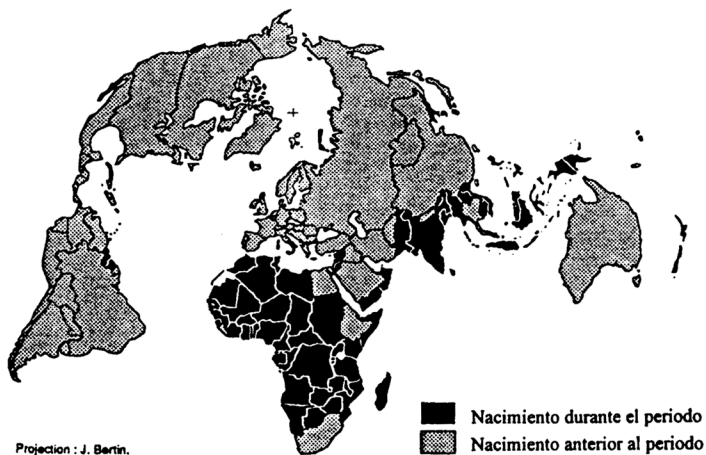 Nacimiento durante el periodo
Nacimiento anterior al periodo
Projection : J. Bertin.